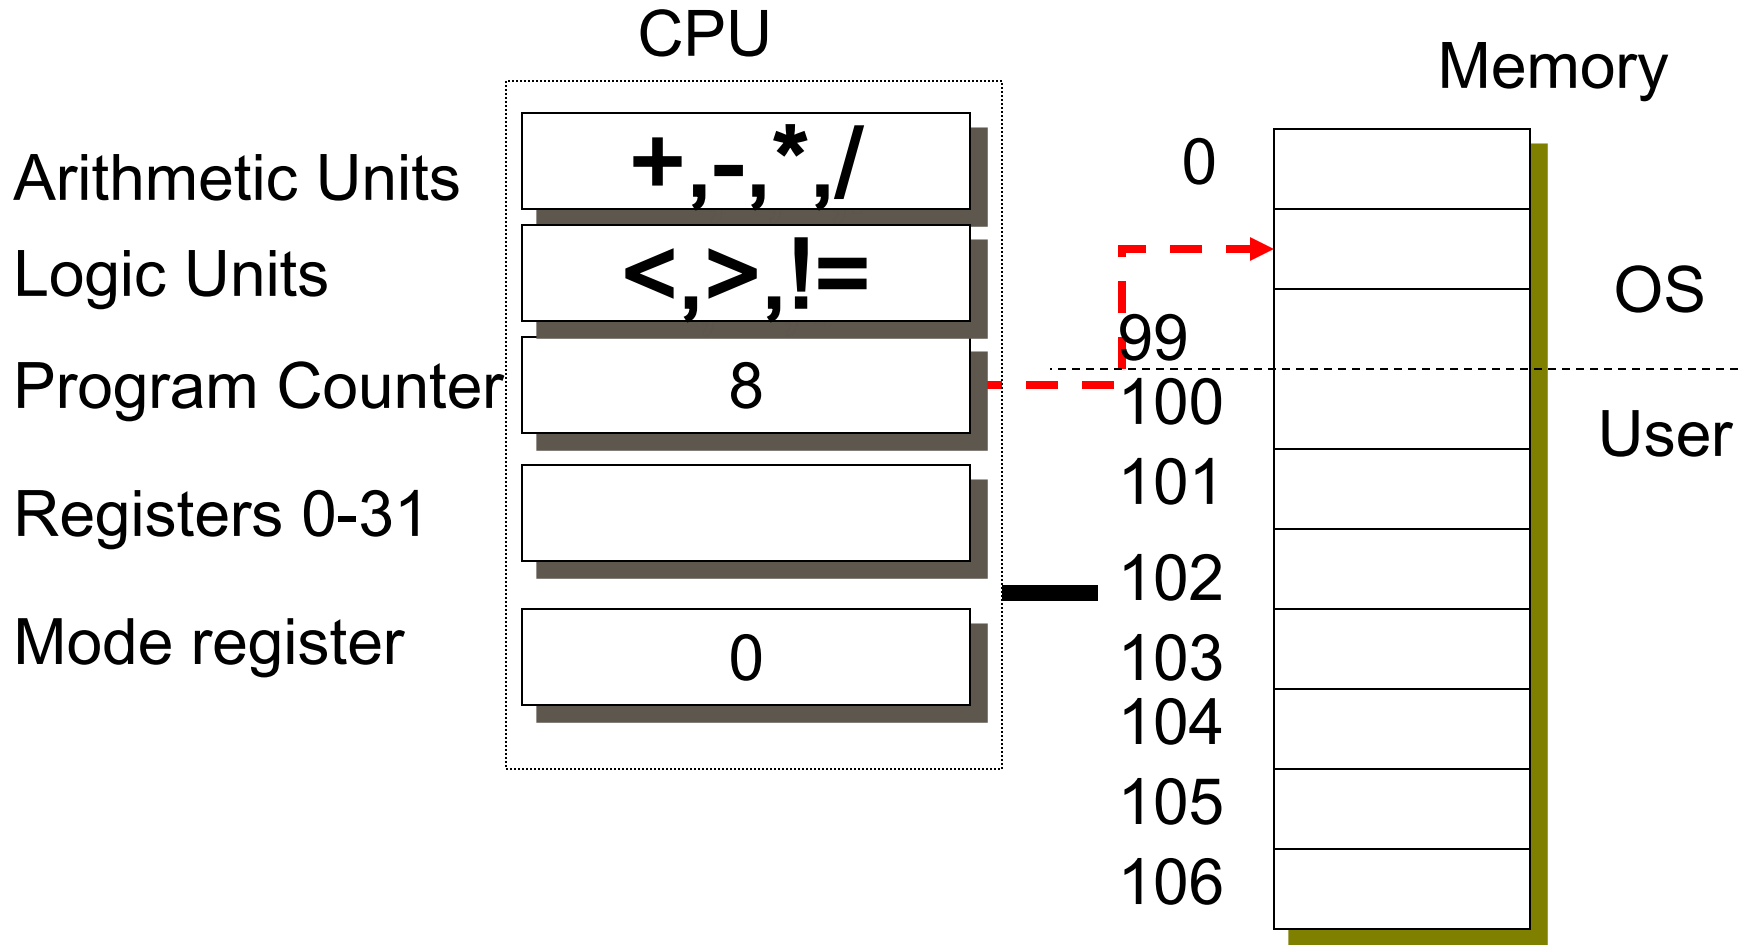 CPU
Memory
Arithmetic Units
+,-,*,/
Logic Units
<,>,!=
Program Counter
8
Registers 0-31
Mode register
0
0
99
100
101
102
103
104
105
106
OS
User